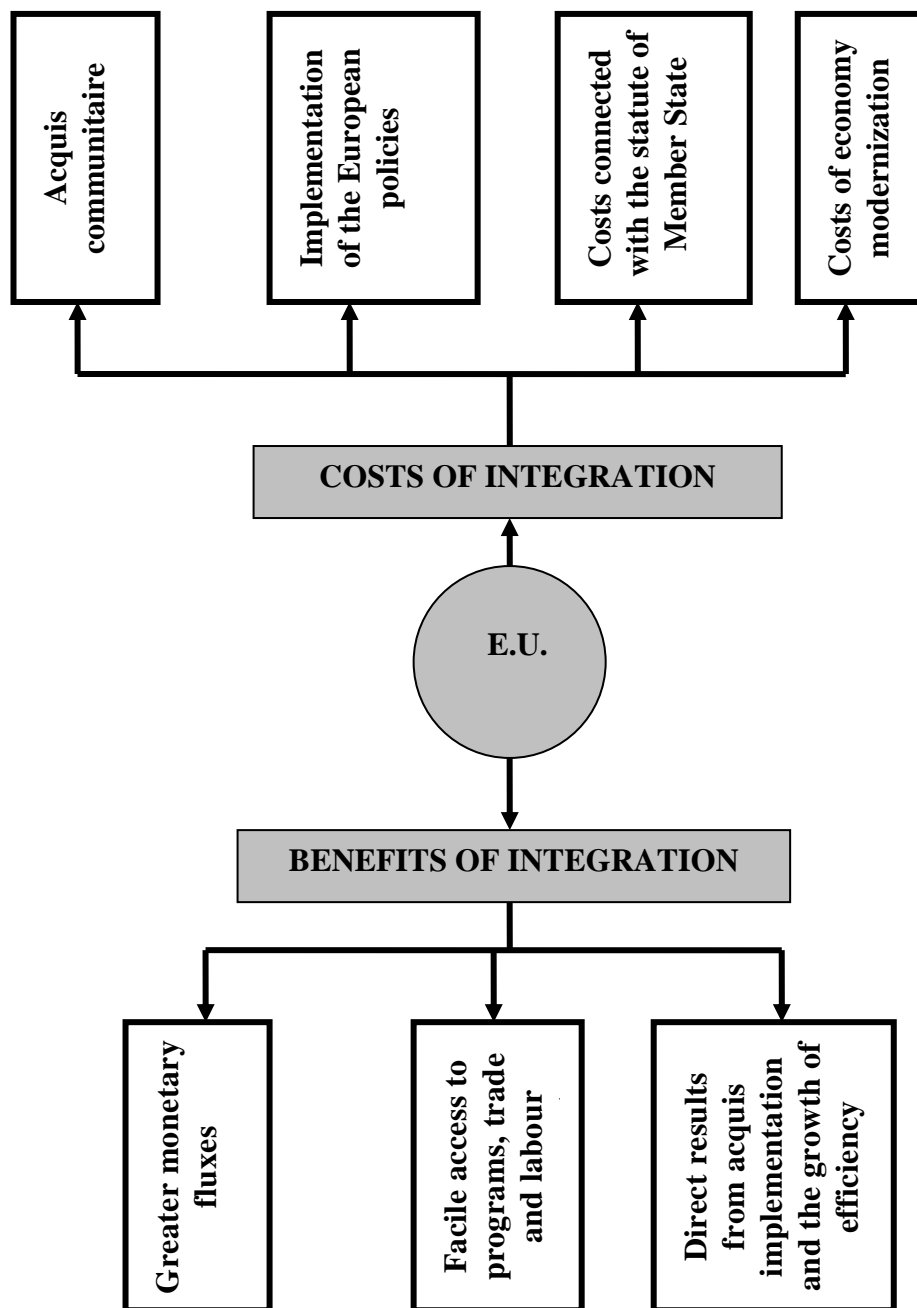 Acquis
communitaire
Implementation
of the European
policies
Costs connected
with the statute of
Member State
Costs of economy
modernization
COSTS OF INTEGRATION
E.U.
BENEFITS OF INTEGRATION
Greater monetary
fluxes
Facile access to
programs, trade
and labour
Direct results
from acquis
implementation
and the growth of
efficiency